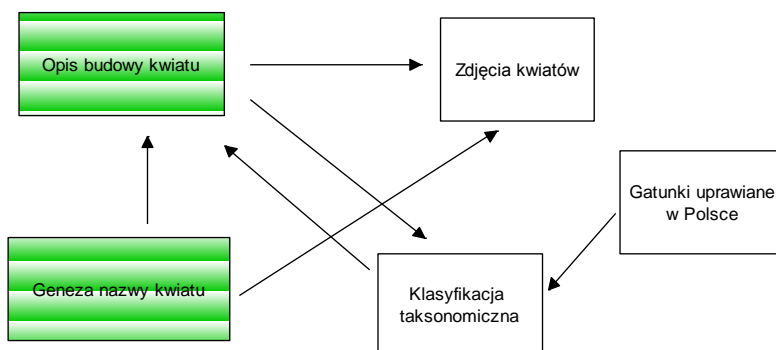 Opis budowy kwiatu
Zdjęcia kwiatów
Gatunki uprawiane
w Polsce
Geneza nazwy kwiatu
Klasyfikacja
taksonomiczna